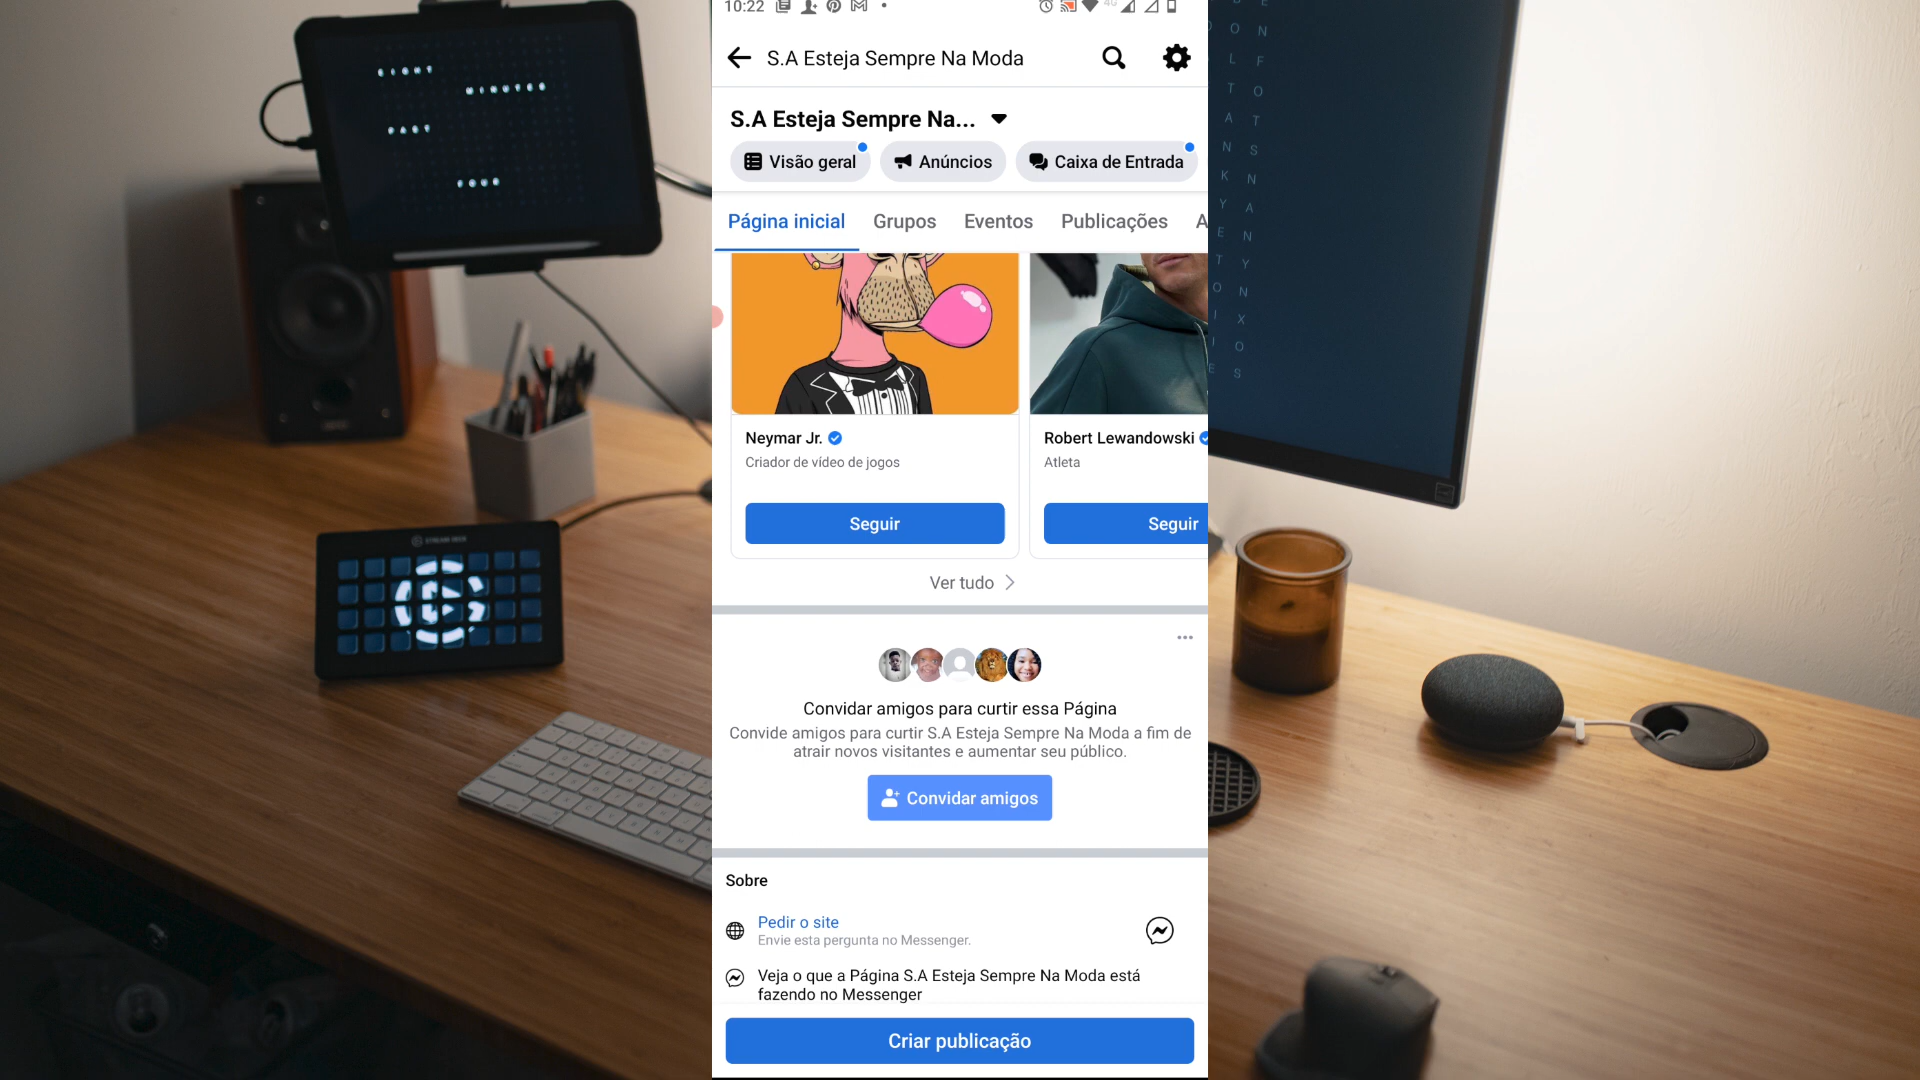 10:22
4G
S.A Esteja Sempre Na Moda
S.A Esteja Sempre Na...
Visão geral
Anúncios
Caixa de Entrada
Página inicial
Grupos
Eventos
Publicações
A
Neymar Jr.
Criador de vídeo de jogos
Seguir
Robert Lewandowski
Atleta
Seguir
Ver tudo
Convidar amigos para curtir essa Página
Convide amigos para curtir S.A Esteja Sempre Na Moda a fim de
atrair novos visitantes e aumentar seu público.
Convidar amigos
Sobre
Pedir o site
Envie esta pergunta no Messenger.
Veja o que a Página S.A Esteja Sempre Na Moda está
fazendo no Messenger
Criar publicação